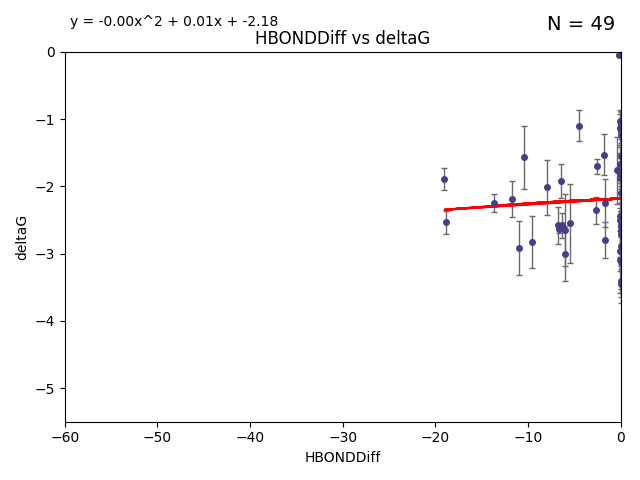 y = -0.00x^2 + 0.01x + -2.18
N = 49
HBONDDiff vs deltaG
0
−1
−2
−3
−4
−5
deltaG
−60
−50
−40
−30
−20
−10
0
HBONDDiff